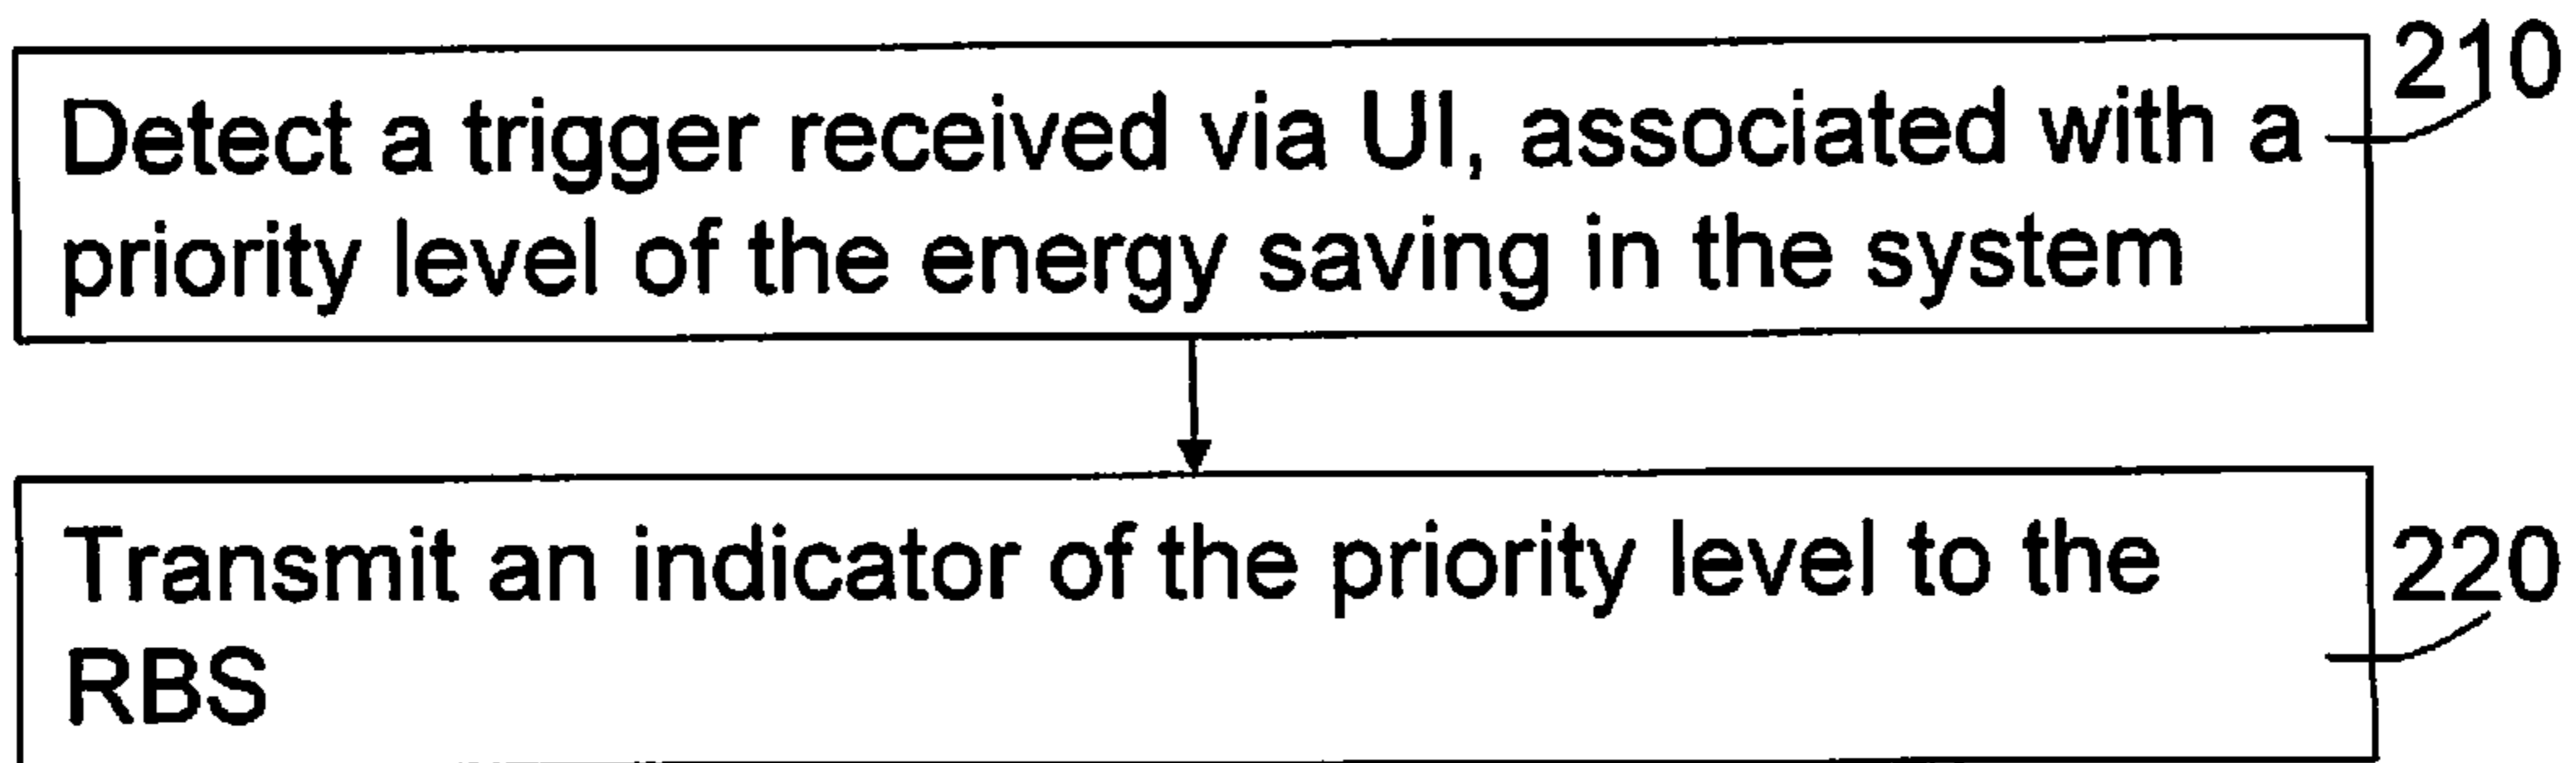 210
Detect a trigger received via UI, associated with a
priority level of the energy saving in the system
Transmit an indicator of the priority level to the
220
RBS